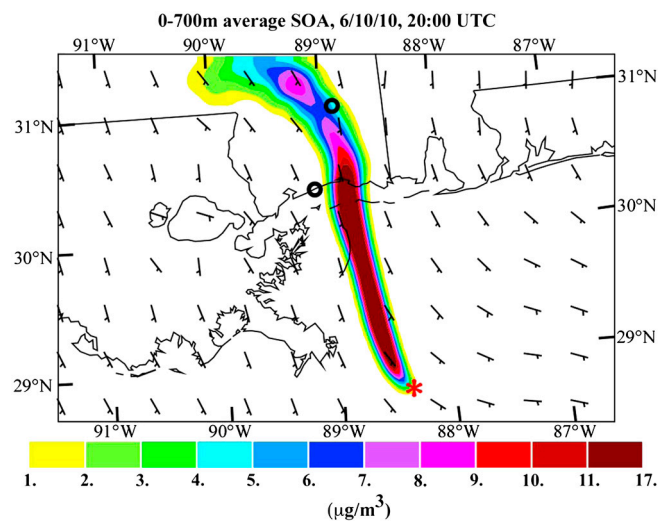 0-700m average SOA, 6/10/10, 20:00 UTC
91°W 90°W 89°W 88°W 87°W
31°N 31°N
30°N 30°N
29°N 29°N
91°W 90°W 89°W 88°W 87°W
1. 2. 3. 4. 5. 6. 7. 8. 9. 10. 11. 17.
(µg/m³)